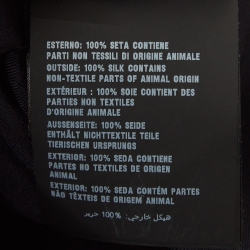 ESTERNO: 100% SETA CONTIENE
PARTI NON TESSILI DI ORIGINE ANIMALE
OUTSIDE: 100% SILK CONTAINS
NON-TEXTILE PARTS OF ANIMAL ORIGIN
EXTÉRIEUR : 100% SOIE CONTIENT DES
PARTIES NON TEXTILES
D'ORIGINE ANIMALE
AUSSENSEITE: 100% SEIDE
ENTHÄLT NICHTTEXTILE TEILE
TIERISCHEN URSPRUNGS
EXTERIOR: 100% SEDA CONTIENE
PARTES NO TEXTILES DE ORIGEN
ANIMAL
EXTERIOR: 100% SEDA CONTÉM PARTES
NÃO TÊXTEIS DE ORIGEM ANIMAL
هيكل خارجي: 100% حرير